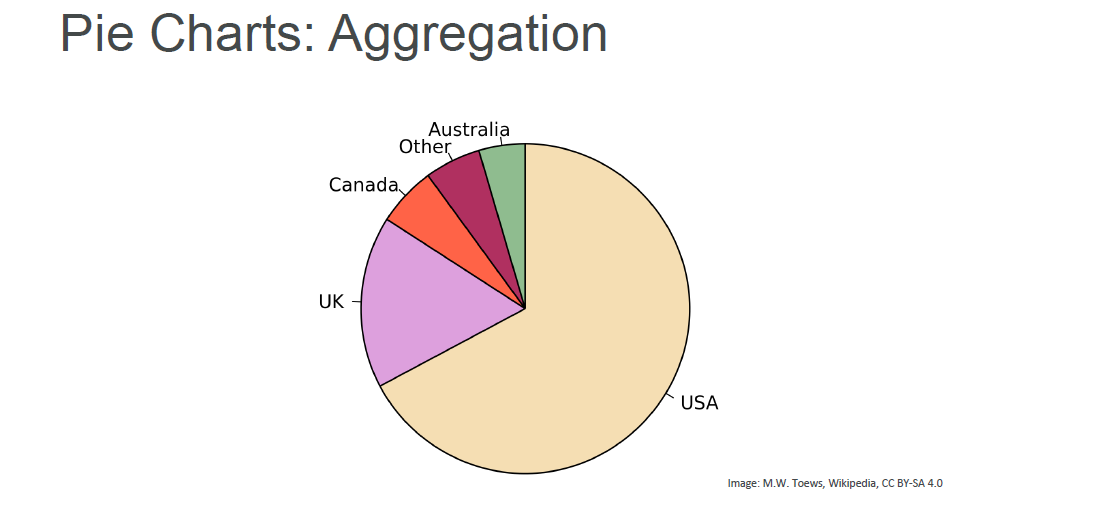 Pie Charts: Aggregation
Australia
Other
Canada
UK
USA
Image: M.W. Toews, Wikipedia, CC BY-SA 4.0